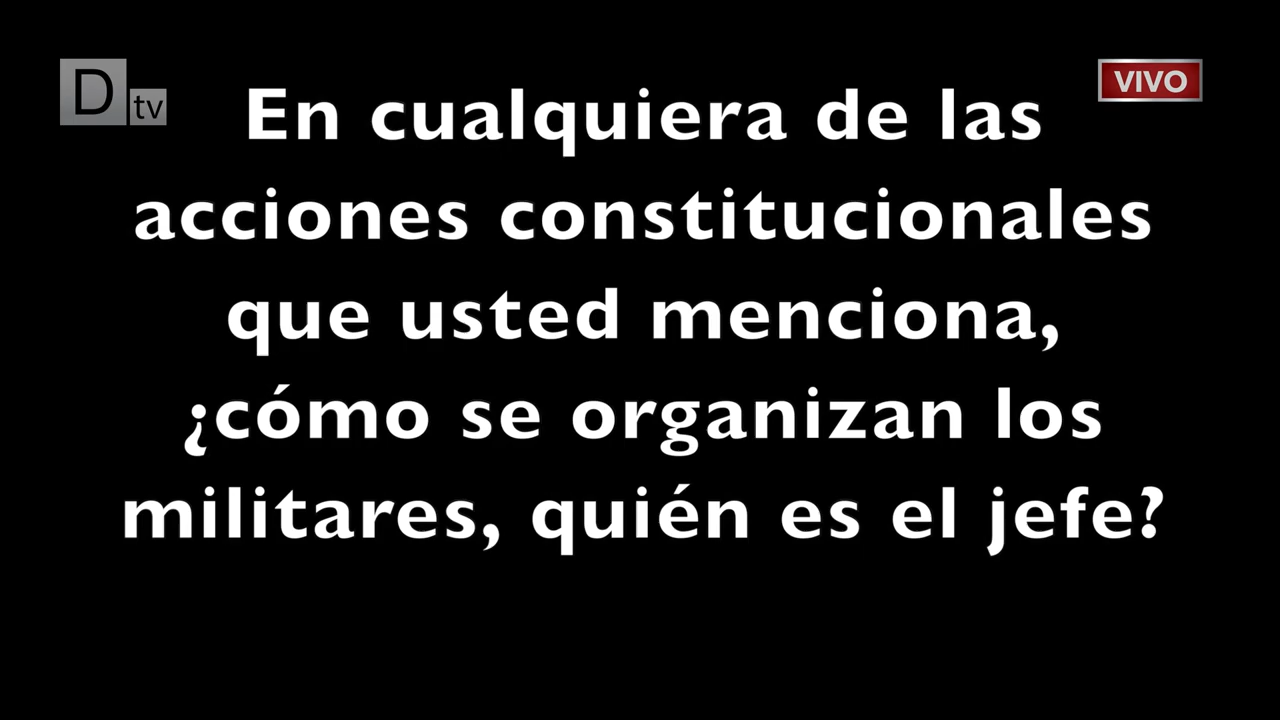 D tv
VIVO
En cualquiera de las
acciones constitucionales
que usted menciona,
¿cómo se organizan los
militares, quién es el jefe?